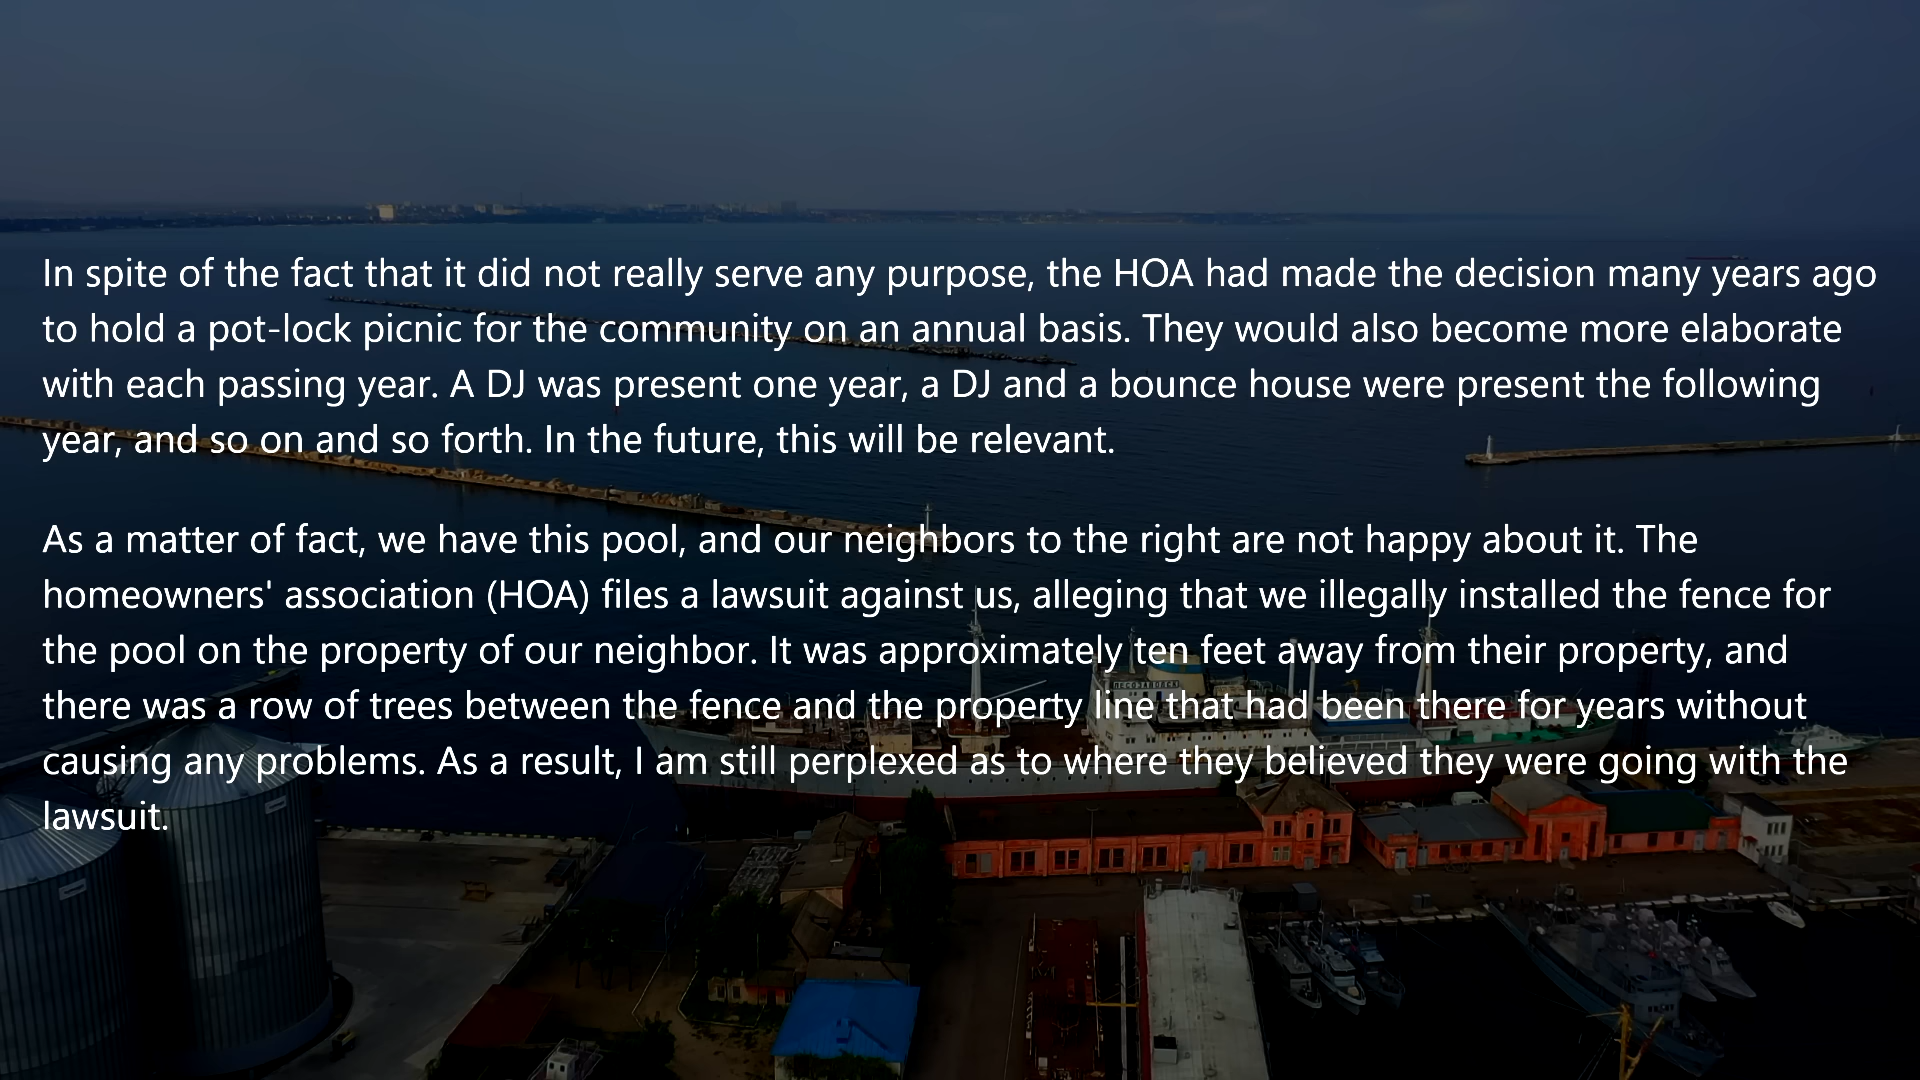 In spite of the fact that it did not really serve any purpose, the HOA had made the decision many years ago
to hold a pot-lock picnic for the community on an annual basis. They would also become more elaborate
with each passing year. A DJ was present one year, a DJ and a bounce house were present the following
year, and so on and so forth. In the future, this will be relevant.
As a matter of fact, we have this pool, and our neighbors to the right are not happy about it. The
homeowners' association (HOA) files a lawsuit against us, alleging that we illegally installed the fence for
the pool on the property of our neighbor. It was approximately ten feet away from their property, and
there was a row of trees between the fence and the property line that had been there for years without
causing any problems. As a result, I am still perplexed as to where they believed they were going with the
lawsuit.